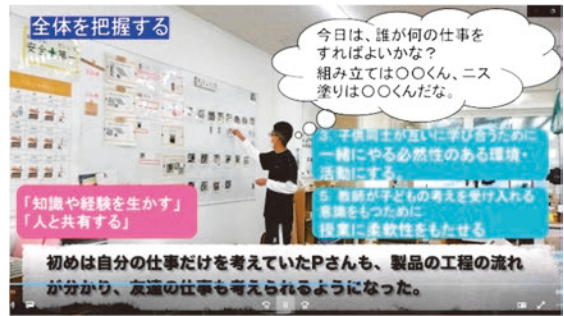 全体を把握する
安全 第一
今日は、誰が何の仕事を
すればよいかな？
組み立ては〇〇くん、ニス
塗りは〇〇くんだな。
3 子供同士が互いに学び合うために
一緒にやる必然性のある環境・
活動にする。
5 教師が子どもの考えを受け入れる
意識をもつために
授業に柔軟性をもたせる
「知識や経験を生かす」
「人と共有する」
初めは自分の仕事だけを考えていたPさんも、製品の工程の流れ
が分かり、友達の仕事も考えられるようになった。